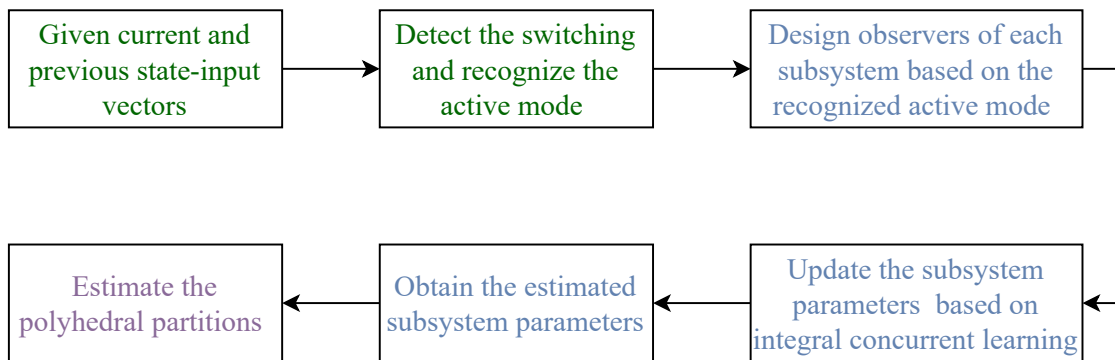 Given current and
previous state-input
vectors
Detect the switching
and recognize the
active mode
Design observers of each
subsystem based on the
recognized active mode
Update the subsystem
parameters  based on
integral concurrent learning
Obtain the estimated
subsystem parameters
Estimate the
polyhedral partitions